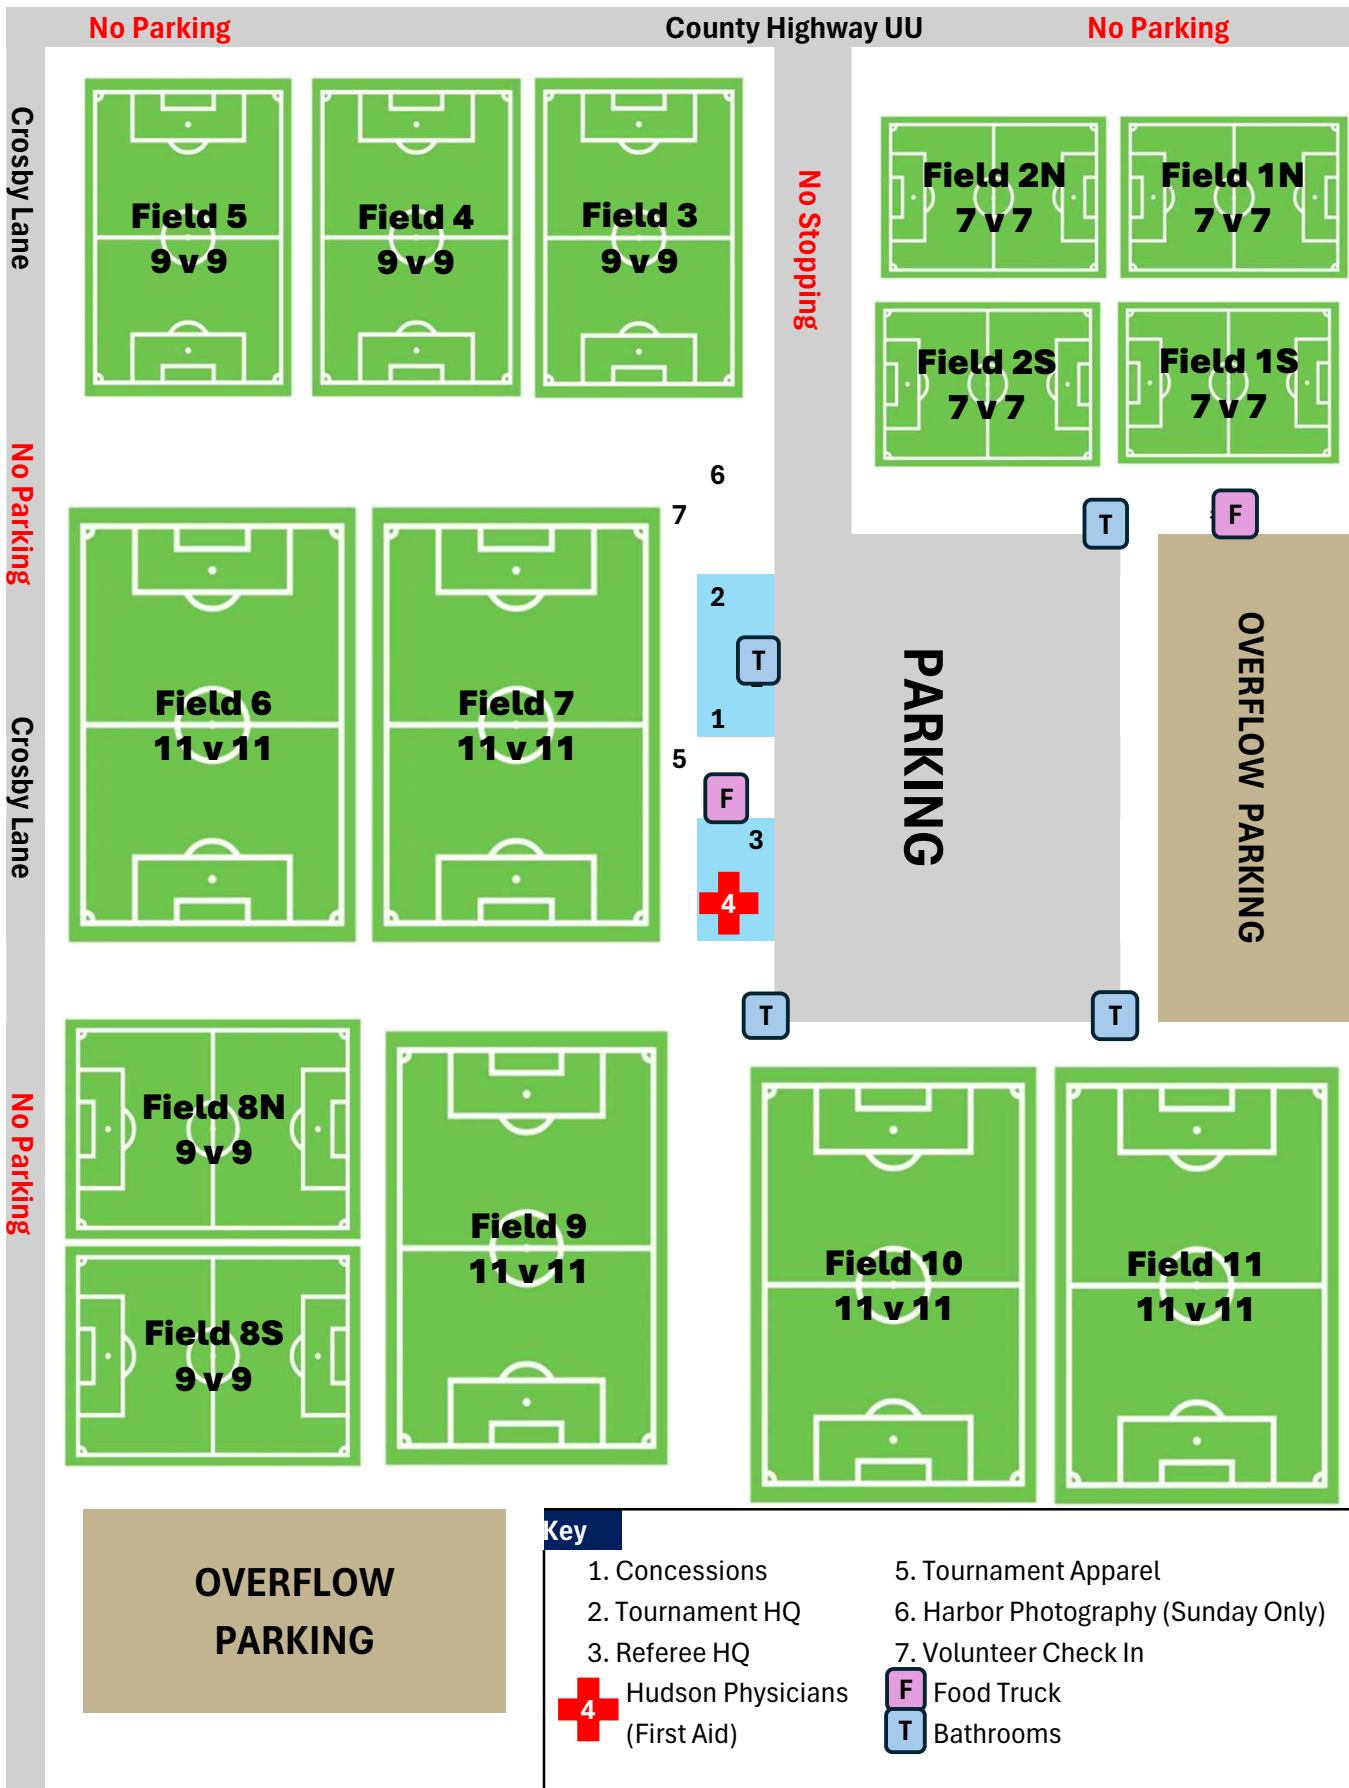 No Parking
County Highway UU
No Parking
Crosby Lane
No Stopping
Field 5
9 v 9
Field 4
9 v 9
Field 3
9 v 9
Field 2N
7 v 7
Field 1N
7 v 7
Field 2S
7 v 7
Field 1S
7 v 7
No Parking
6
7
T
F
2
T
1
5
F
3
4
Field 6
11 v 11
Field 7
11 v 11
PARKING
OVERFLOW PARKING
Crosby Lane
T
T
No Parking
Field 8N
9 v 9
Field 8S
9 v 9
Field 9
11 v 11
Field 10
11 v 11
Field 11
11 v 11
OVERFLOW
PARKING
Key
1. Concessions
2. Tournament HQ
3. Referee HQ
4 Hudson Physicians
(First Aid)
5. Tournament Apparel
6. Harbor Photography (Sunday Only)
7. Volunteer Check In
F Food Truck
T Bathrooms